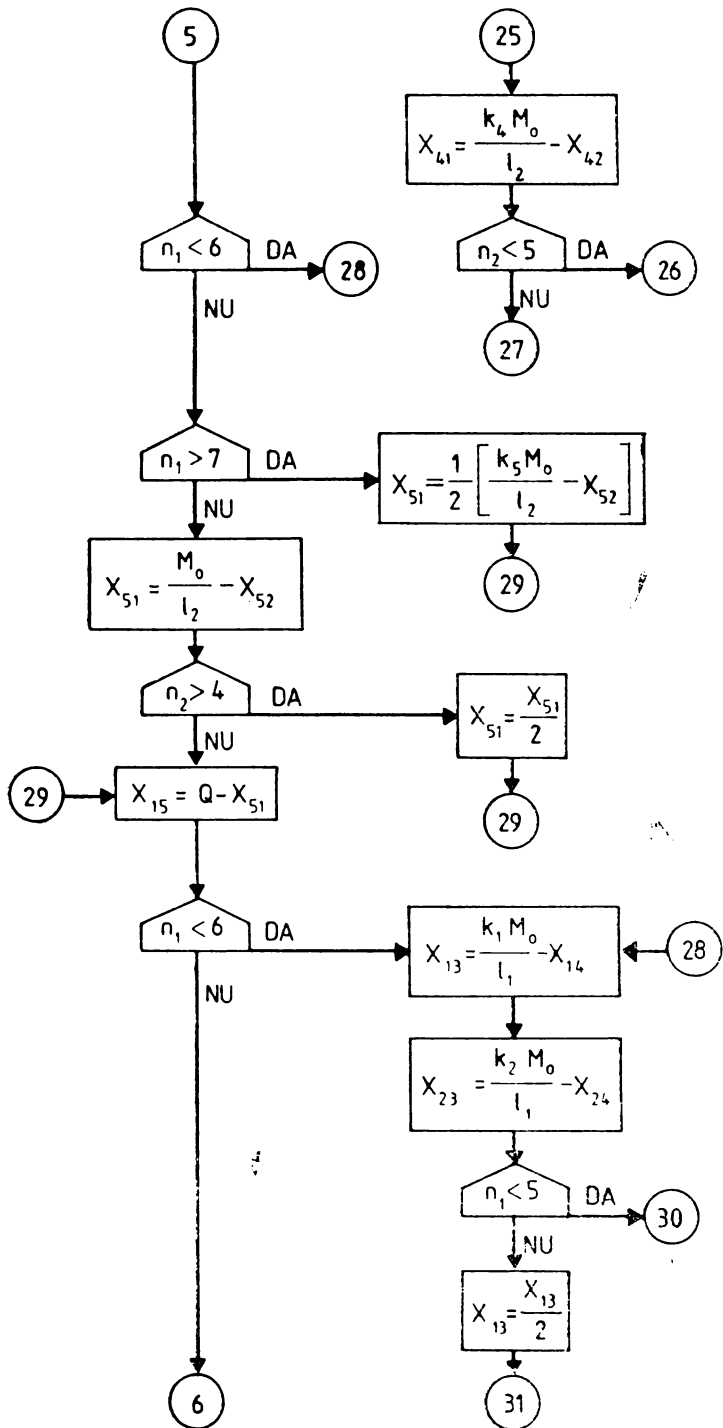 5
25
X₄₁ = k₄ M₀ / l₂ - X₄₂
n₁ < 6
DA
28
n₂ < 5
DA
26
NU
NU
27
n₁ > 7
DA
X₅₁ = 1/2 [ k₅ M₀ / l₂ - X₅₂ ]
NU
29
X₅₁ = M₀ / l₂ - X₅₂
n₂ > 4
DA
X₅₁ = X₅₁ / 2
NU
29
X₁₅ = Q - X₅₁
29
n₁ < 6
DA
X₁₃ = k₁ M₀ / l₁ - X₁₄
28
NU
X₂₃ = k₂ M₀ / l₁ - X₂₄
n₁ < 5
DA
30
NU
X₁₃ = X₁₃ / 2
6
31